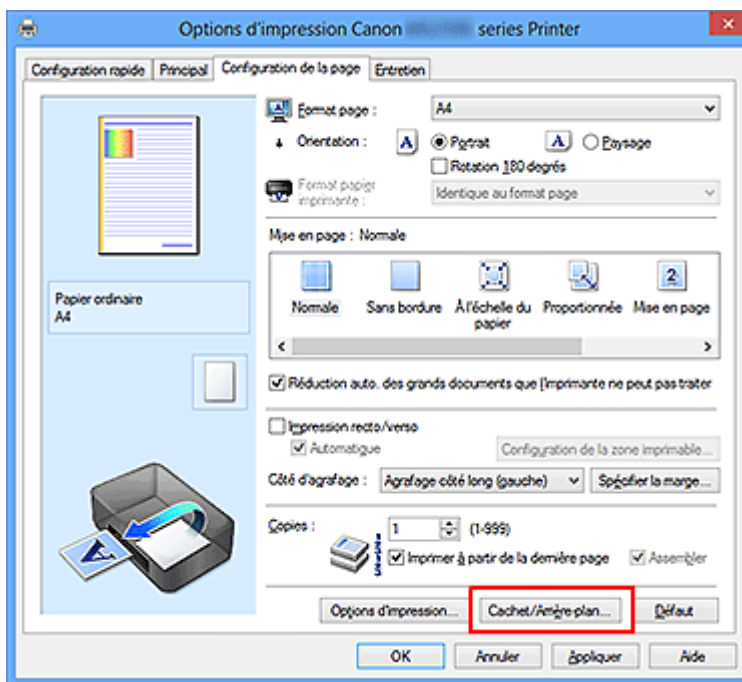 Options d'impression Canon series Printer
Configuration rapide Principal Configuration de la page Entretien
Format page : A4
Orientation : A Portrait A Paysage
Rotation 180 degrés
Format papier imprimante : Identique au format page
Mise en page : Normale
Papier ordinaire
A4
Normale Sans bordure À l'échelle du papier Proportionnée Mise en page
Réduction auto. des grands documents que l'imprimante ne peut pas traiter
Impression recto/verso
Automatique Configuration de la zone imprimable...
Côté d'agrafage : Agrafage côté long (gauche) Spécifier la marge...
Copies : 1 (1-999)
Imprimer à partir de la dernière page Assembler
Options d'impression... Cachet/Arrière-plan... Défaut
OK Annuler Appliquer Aide